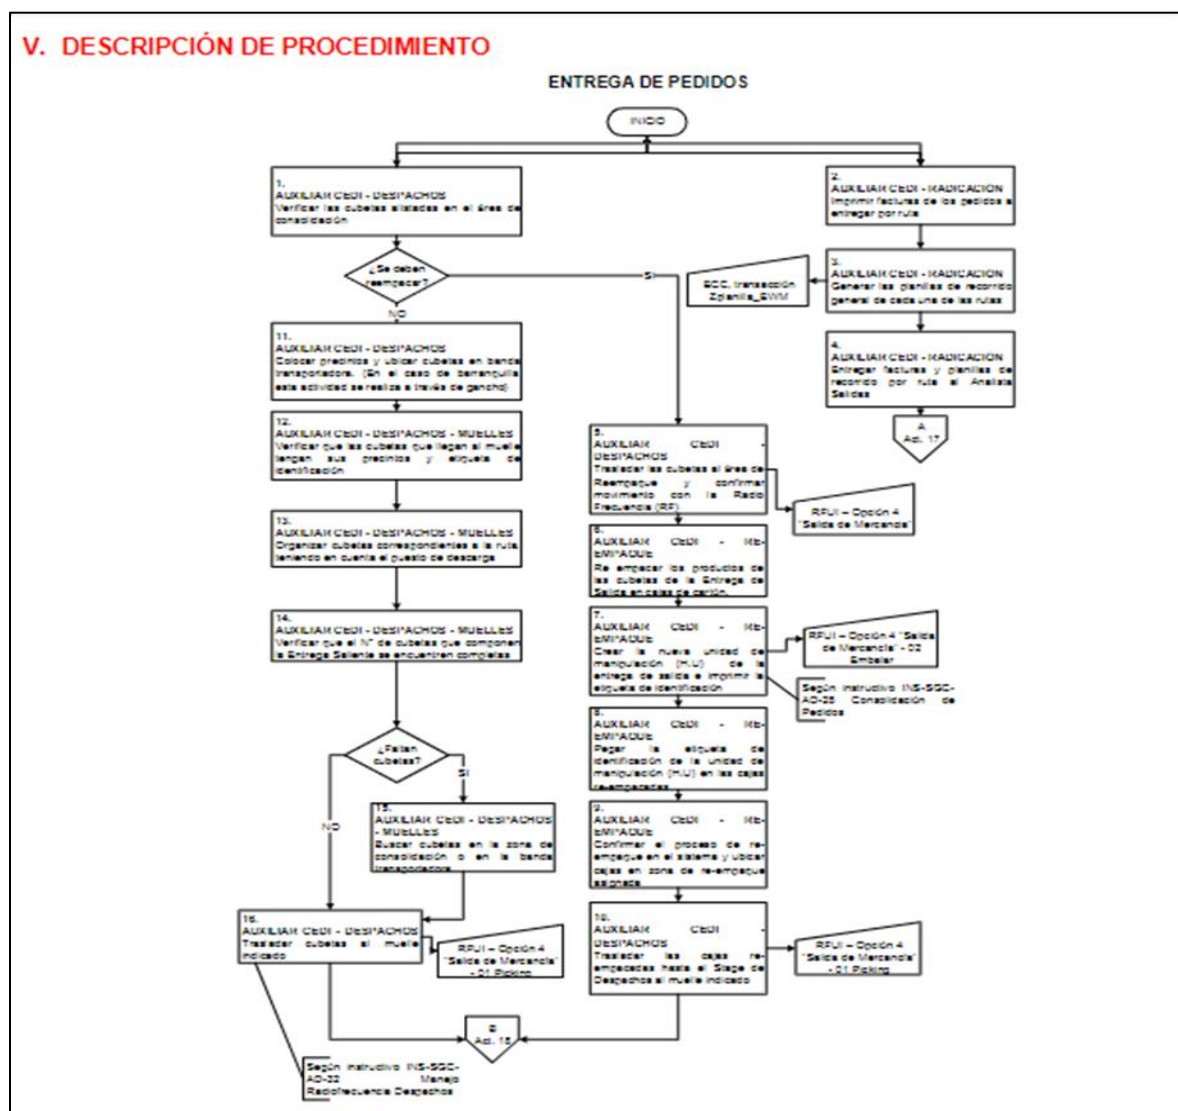 V. DESCRIPCIÓN DE PROCEDIMIENTO
ENTREGA DE PEDIDOS
INICIO
1.
AUXILIAR CEDI - DESPACHOS
Verificar las cubetas alistadas en el área de
consolidación
¿Se deben
reempacar?
SI
NO
2.
AUXILIAR CEDI - RADICACIÓN
Imprimir facturas de los pedidos a
entregar por ruta
3.
AUXILIAR CEDI - RADICACIÓN
Generar las planillas de recorrido
general de cada una de las rutas
ECC, transacción
Zplanilla_EWM
4.
AUXILIAR CEDI - RADICACIÓN
Entregar facturas y planillas de
recorrido por ruta al Analista
Salidas
A
Act. 17
11.
AUXILIAR CEDI - DESPACHOS
Colocar precintos y ubicar cubetas en banda
transportadora. (En el caso de barranquilla
esta actividad se realiza a través de gancho)
12.
AUXILIAR CEDI - DESPACHOS - MUELLES
Verificar que las cubetas que llegan al muelle
tengan sus precintos y etiqueta de
identificación
13.
AUXILIAR CEDI - DESPACHOS - MUELLES
Organizar cubetas correspondientes a la ruta,
teniendo en cuenta el puesto de descarga
14.
AUXILIAR CEDI - DESPACHOS - MUELLES
Verificar que el N° de cubetas que componen
la Entrega Saliente se encuentren completas
¿Faltan
cubetas?
SI
NO
15.
AUXILIAR CEDI - DESPACHOS
- MUELLES
Buscar cubetas en la zona de
consolidación o en la banda
transportadora
16.
AUXILIAR CEDI - DESPACHOS
Trasladar cubetas al muelle
indicado
RFUI – Opción 4
"Salida de Mercancía"
- 01 Picking
Según instructivo INS-SGC-
AD-32 Manejo
Radiofrecuencia Despachos
5.
AUXILIAR CEDI -
DESPACHOS
Trasladar las cubetas al área de
Reempaque y confirmar
movimiento con la Radio
Frecuencia (RF)
RFUI – Opción 4
"Salida de Mercancía"
6.
AUXILIAR CEDI - RE-
EMPAQUE
Re empacar los productos de
las cubetas de la Entrega de
Salida en cajas de cartón.
7.
AUXILIAR CEDI - RE-
EMPAQUE
Crear la nueva unidad de
manipulación (H.U) de la
entrega de salida e imprimir la
etiqueta de identificación
RFUI – Opción 4 "Salida
de Mercancía" - 02
Embalar
Según instructivo INS-SGC-
AD-25 Consolidación de
Pedidos
8.
AUXILIAR CEDI - RE-
EMPAQUE
Pegar la etiqueta de
identificación de la unidad de
manipulación (H.U) en las cajas
re-empacadas
9.
AUXILIAR CEDI - RE-
EMPAQUE
Confirmar el proceso de re-
empaque en el sistema y ubicar
cajas en zona de re-empaque
asignada
10.
AUXILIAR CEDI -
DESPACHOS
Trasladar las cajas re-
empacadas hasta el Stage de
Despachos al muelle indicado
RFUI – Opción 4
"Salida de Mercancía"
- 01 Picking
B
Act. 18